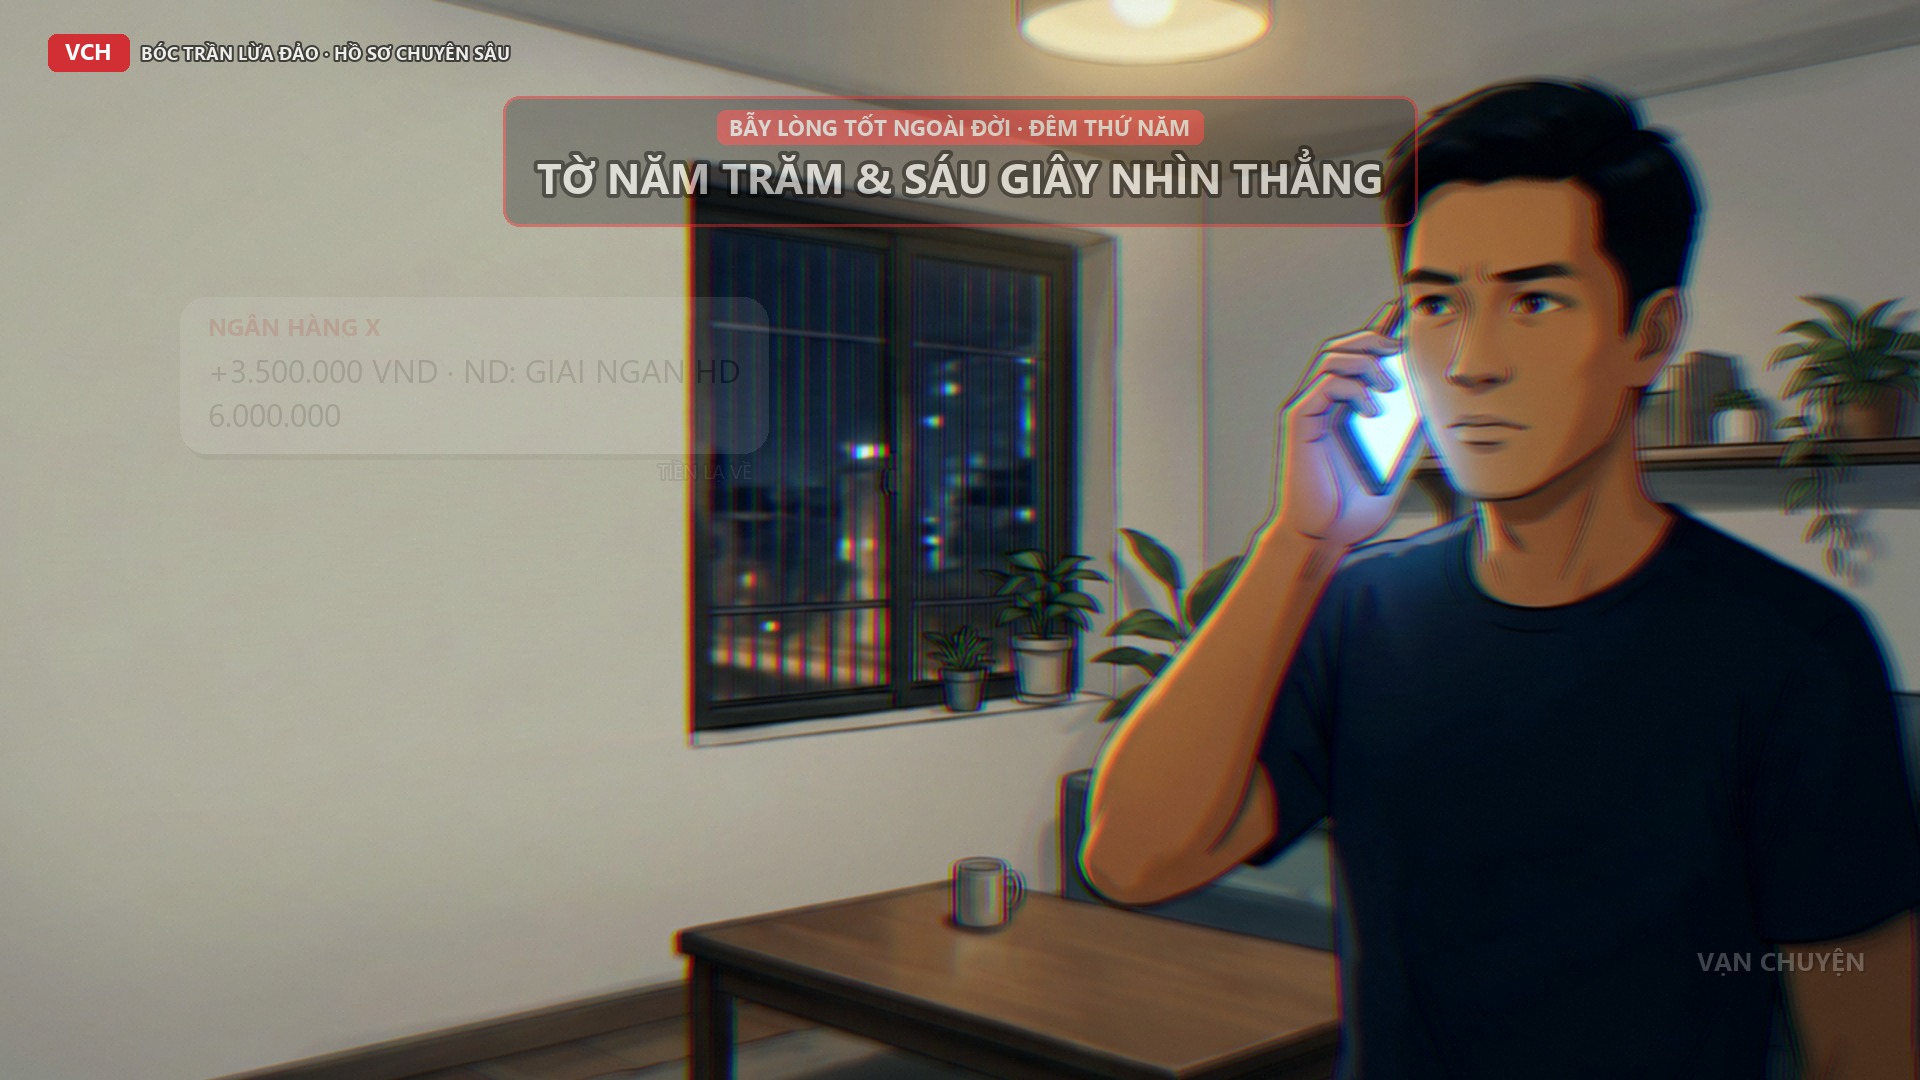 VCH BÓC TRẦN LỪA ĐẢO · HỒ SƠ CHUYÊN SÂU
BẪY LÒNG TỐT NGOÀI ĐỜI · ĐÊM THỨ NĂM
TỜ NĂM TRĂM & SÁU GIÂY NHÌN THẲNG
NGÂN HÀNG X
+3.500.000 VND · ND: GIAI NGAN HD
6.000.000
TIỀN LẠ VỀ
VẠN CHUYỆN